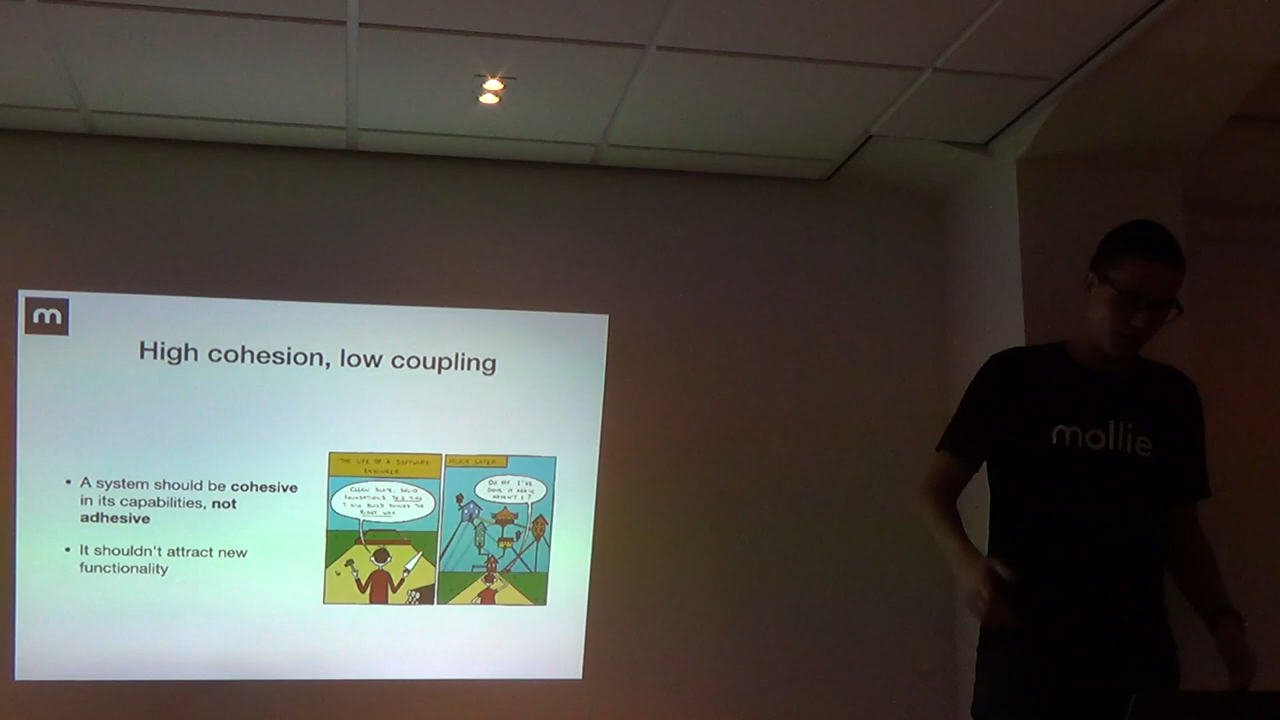 m
High cohesion, low coupling
• A system should be cohesive
in its capabilities, not
adhesive
• It shouldn't attract new
functionality
THE LIFE OF A SOFTWARE
ENGINEER.
CLEAN SLATE. SOLID
FOUNDATIONS. THIS TIME
I WILL BUILD THINGS THE
RIGHT WAY.
MUCH LATER...
OH MY. I'VE
DONE IT AGAIN,
HAVEN'T I?
mollie